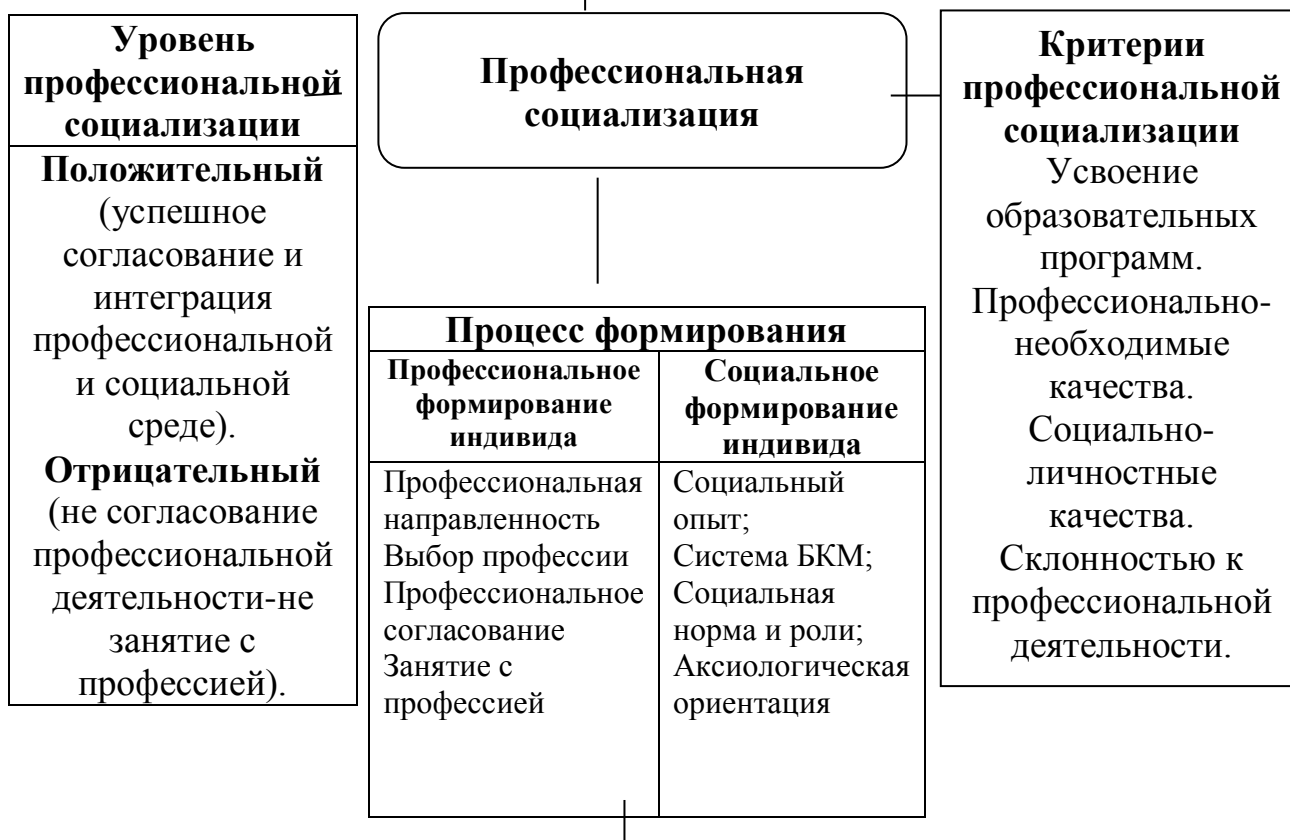 Уровень
профессиональной
социализации
Положительный
(успешное
согласование и
интеграция
профессиональной
и социальной
среде).
Отрицательный
(не согласование
профессиональной
деятельности-не
занятие с
профессией).
Профессиональная
социализация
Процесс формирования
Профессиональное
формирование
индивида
Профессиональная
направленность
Выбор профессии
Профессиональное
согласование
Занятие с
профессией
Социальное
формирование
индивида
Социальный
опыт;
Система БКМ;
Социальная
норма и роли;
Аксиологическая
ориентация
Критерии
профессиональной
социализации
Усвоение
образовательных
программ.
Профессионально-
необходимые
качества.
Социально-
личностные
качества.
Склонностью к
профессиональной
деятельности.